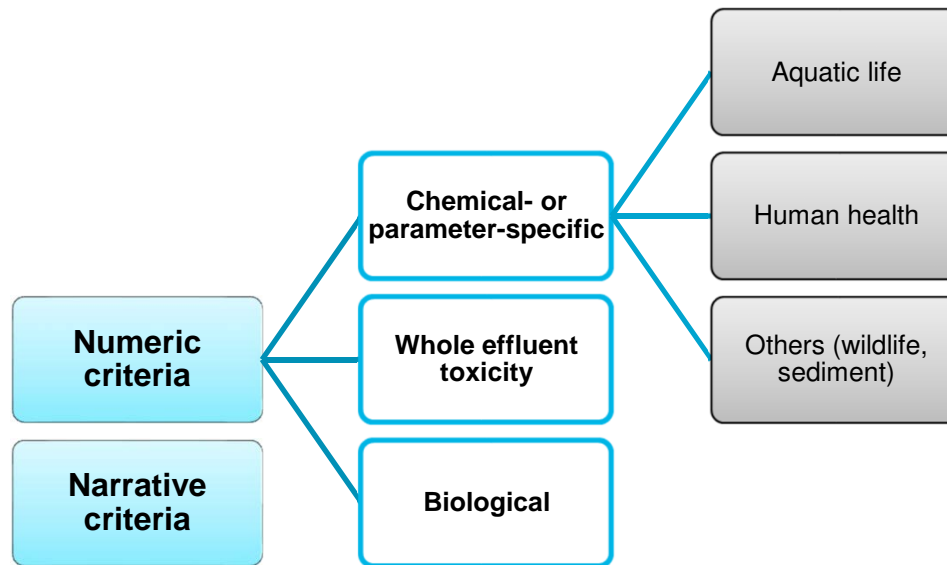 Numeric
criteria
Narrative
criteria
Chemical- or
parameter-specific
Whole effluent
toxicity
Biological
Aquatic life
Human health
Others (wildlife,
sediment)